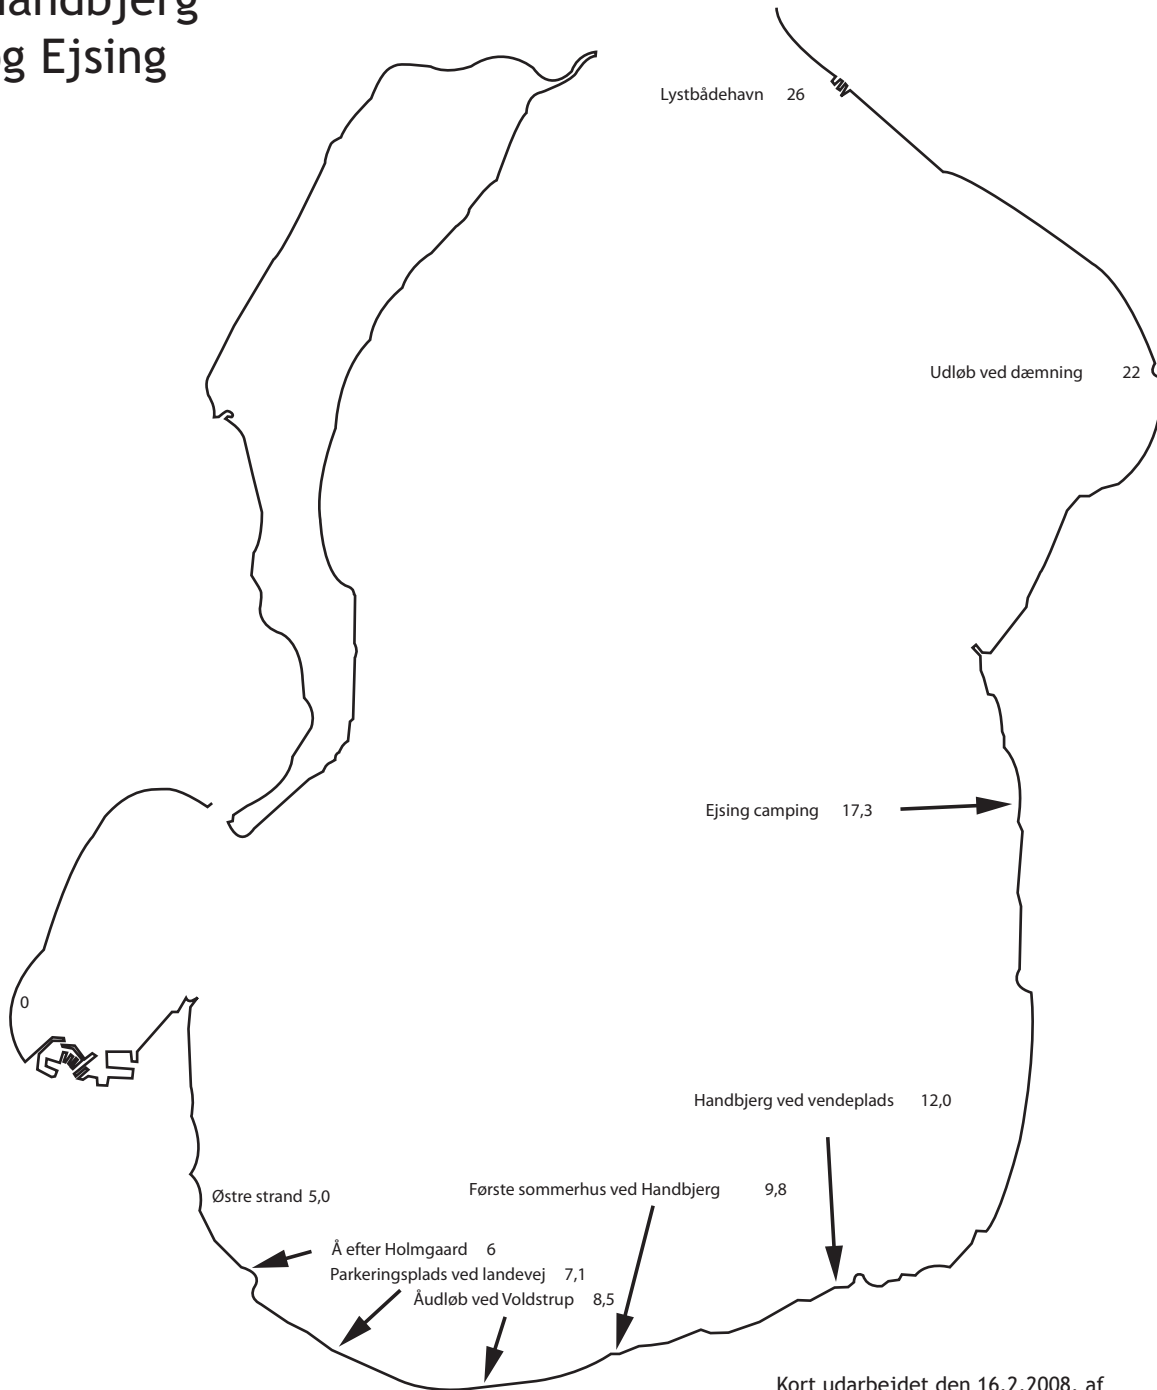 og Ejsing
Lystbådehavn 26
Udløb ved dæmning 22
Ejsing camping 17,3
0
Handbjerg ved vendeplads 12,0
Første sommerhus ved Handbjerg 9,8
Østre strand 5,0
Å efter Holmgaard 6
Parkeringsplads ved landevej 7,1
Åudløb ved Voldstrup 8,5
Kort udarbejdet den 16.2.2008, af